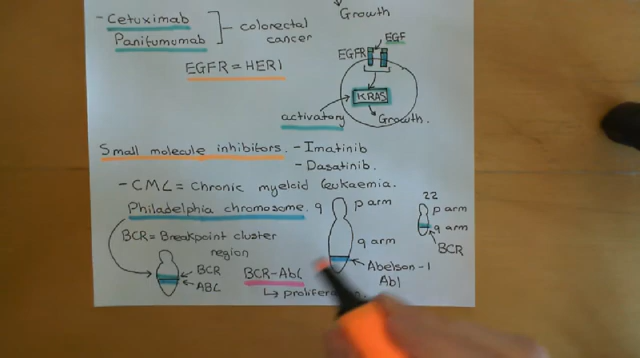 Growth
- Cetuximab
Panitumumab
colorectal
cancer
EGFR = HER1
EGF
EGFR
KRAS
activatory
Growth.
Small molecule inhibitors. - Imatinib
- Dasatinib.
- CML = Chronic myeloid leukaemia.
Philadelphia chromosome.
9
p arm
q arm
Abelson-1
Abl
22
p arm
q arm
BCR
BCR = Breakpoint cluster
region
BCR
ABL
BCR-Abl
↳ proliferation.